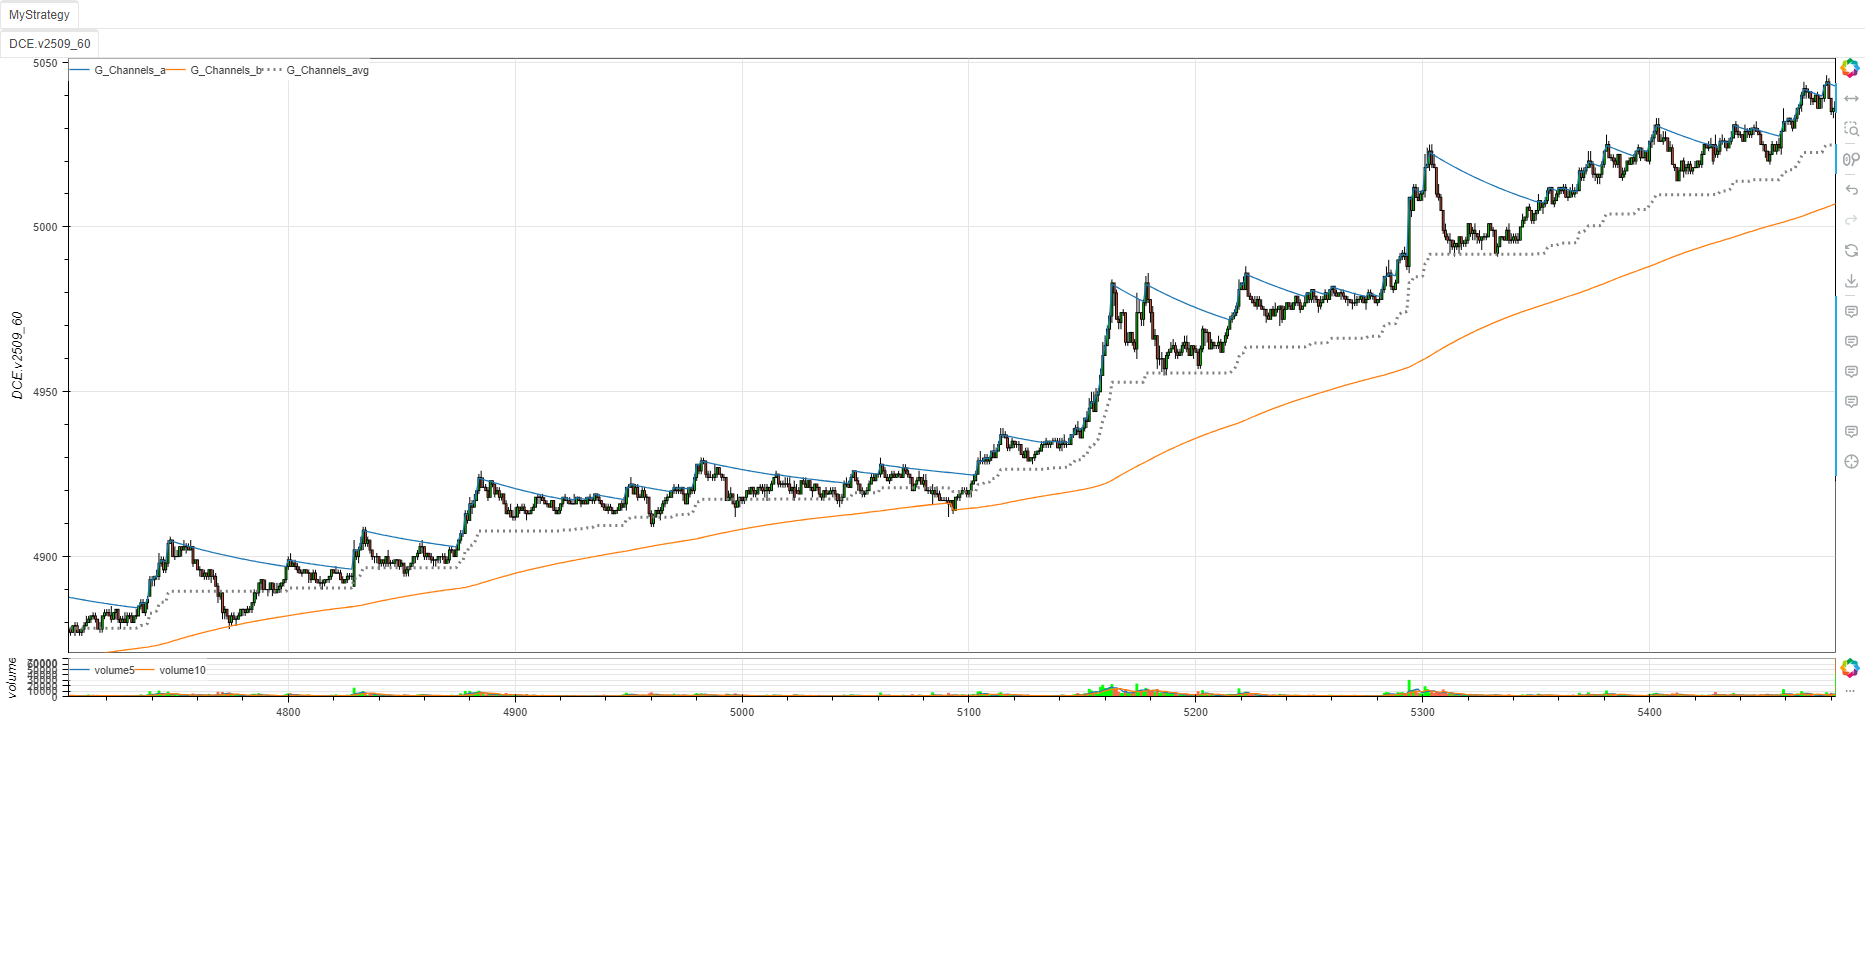 MyStrategy
DCE.v2509_60
G_Channels_a G_Channels_b G_Channels_avg
5050
5000
4950
4900
DCE.v2509_60
volume5 volume10
volume
0
4800 4900 5000 5100 5200 5300 5400